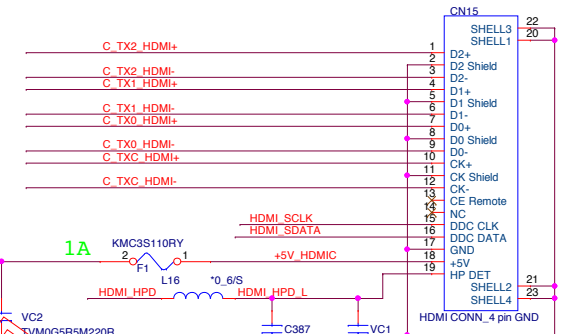 CN15
SHELL3 22
SHELL1 20
C_TX2_HDMI+ 1 D2+
2 D2 Shield
C_TX2_HDMI- 3 D2-
C_TX1_HDMI+ 4 D1+
5 D1 Shield
C_TX1_HDMI- 6 D1-
C_TX0_HDMI+ 7 D0+
8 D0 Shield
C_TX0_HDMI- 9 D0-
C_TXC_HDMI+ 10 CK+
11 CK Shield
C_TXC_HDMI- 12 CK-
13 CE Remote
14 NC
HDMI_SCLK 15 DDC CLK
HDMI_SDATA 16 DDC DATA
17 GND
1A 2 KMC3S110RY 1 +5V_HDMIC 18 +5V
F1
19 HP DET
L16 *0_6/S
HDMI_HPD HDMI_HPD_L
SHELL2 21
SHELL4 23
HDMI CONN_4 pin GND
VC2
TVM0G5R5M220R
C387
VC1